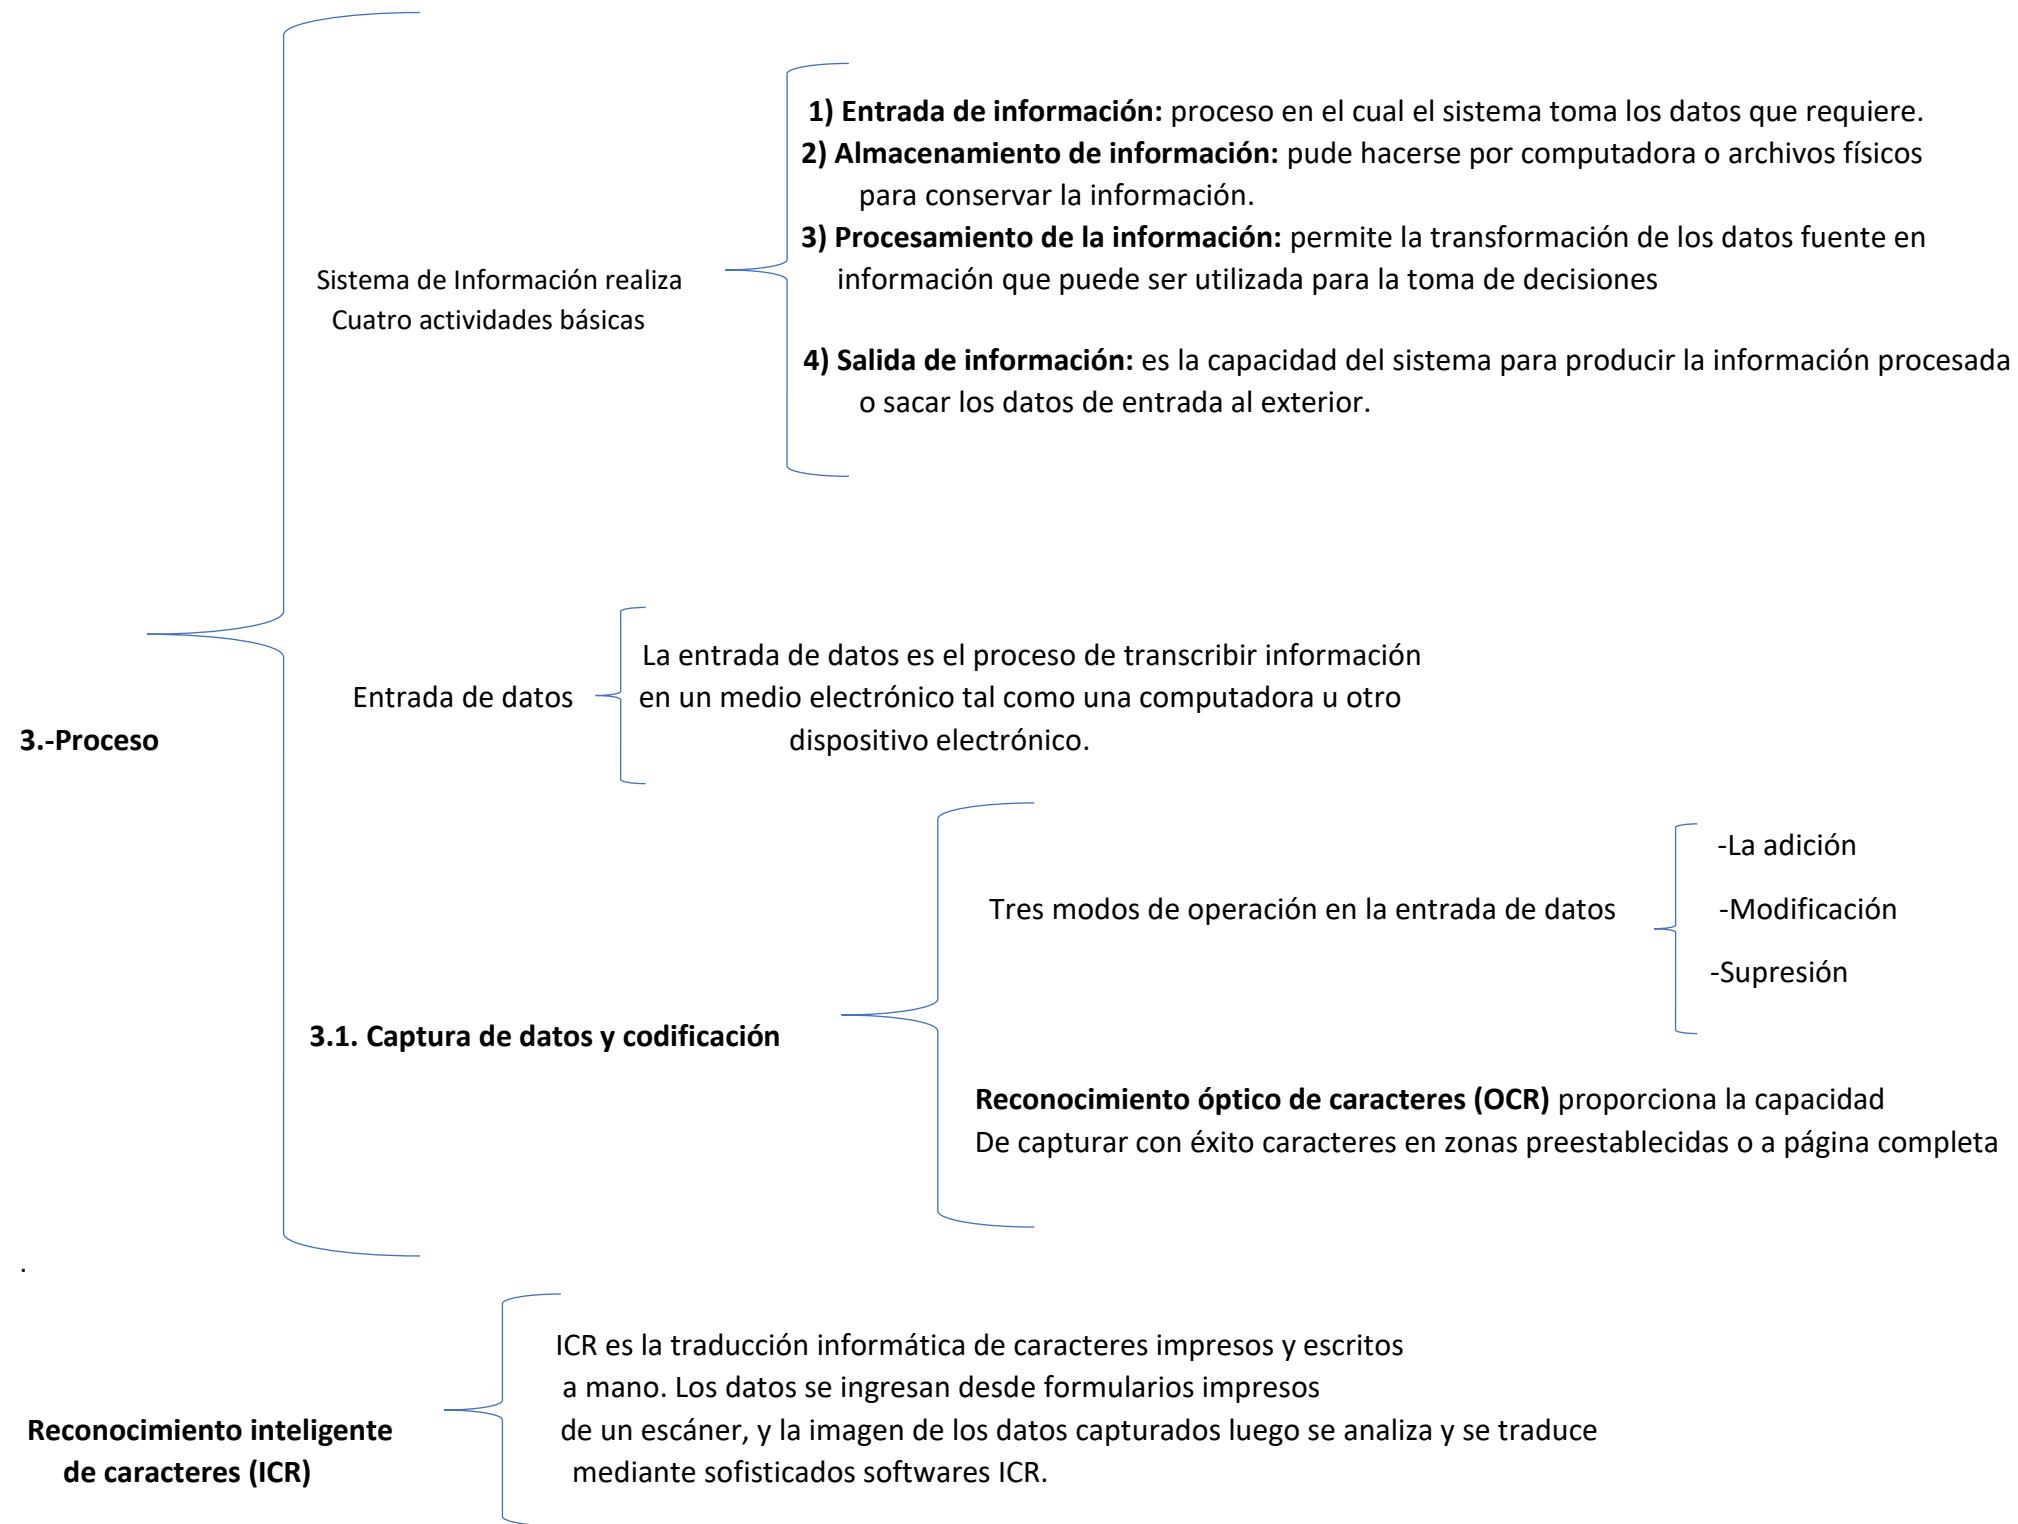 1) Entrada de información: proceso en el cual el sistema toma los datos que requiere.
2) Almacenamiento de información: pude hacerse por computadora o archivos físicos
para conservar la información.
3) Procesamiento de la información: permite la transformación de los datos fuente en
información que puede ser utilizada para la toma de decisiones
Sistema de Información realiza
Cuatro actividades básicas
4) Salida de información: es la capacidad del sistema para producir la información procesada
o sacar los datos de entrada al exterior.
La entrada de datos es el proceso de transcribir información
Entrada de datos
en un medio electrónico tal como una computadora u otro
dispositivo electrónico.
3.-Proceso
-La adición
Tres modos de operación en la entrada de datos
-Modificación
-Supresión
3.1. Captura de datos y codificación
Reconocimiento óptico de caracteres (OCR) proporciona la capacidad
De capturar con éxito caracteres en zonas preestablecidas o a página completa
.
ICR es la traducción informática de caracteres impresos y escritos
a mano. Los datos se ingresan desde formularios impresos
Reconocimiento inteligente
de caracteres (ICR)
de un escáner, y la imagen de los datos capturados luego se analiza y se traduce
mediante sofisticados softwares ICR.